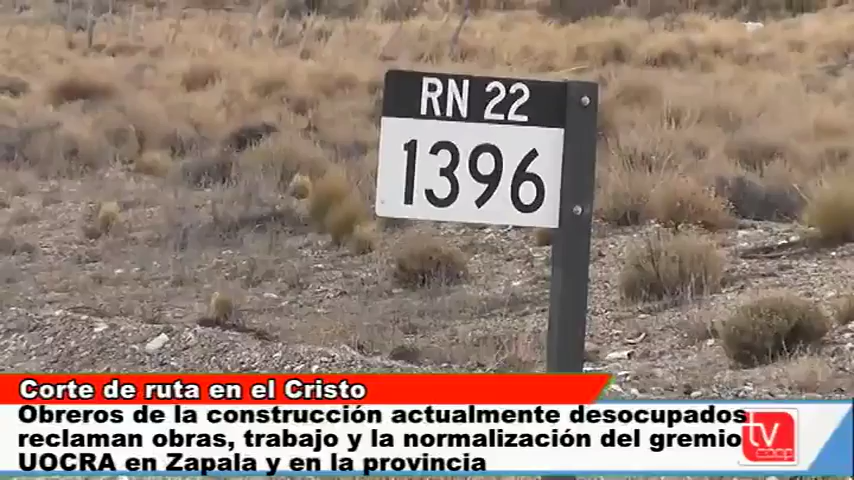 RN 22
1396
Corte de ruta en el Cristo
Obreros de la construcción actualmente desocupados
reclaman obras, trabajo y la normalización del gremio
UOCRA en Zapala y en la provincia
tv
coop